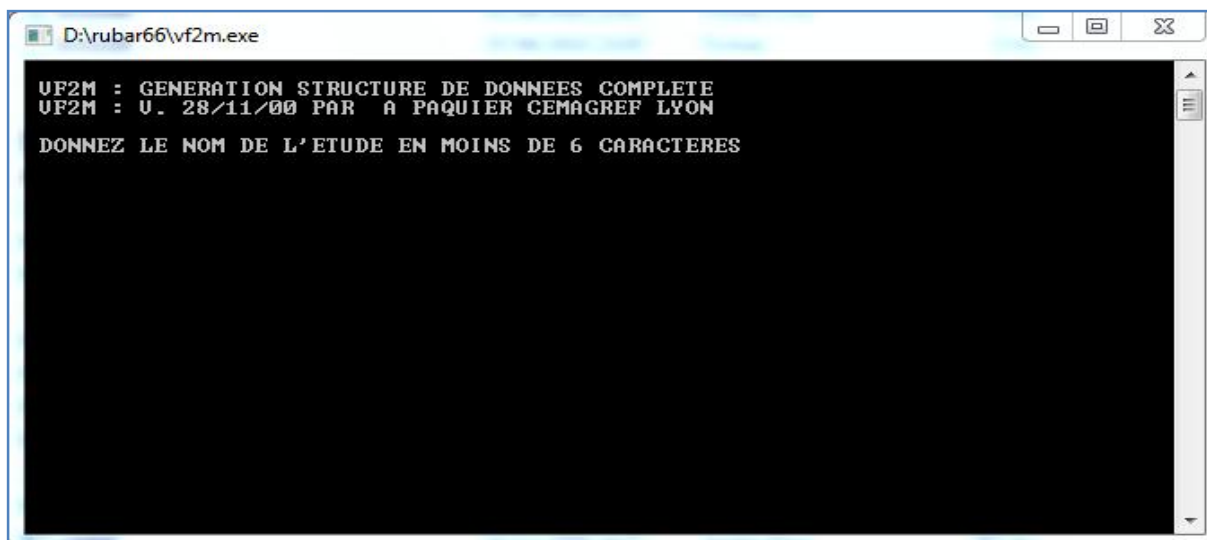 D:\rubar66\vf2m.exe
VF2M : GENERATION STRUCTURE DE DONNEES COMPLETE
VF2M : V. 28/11/00 PAR  A PAQUIER CEMAGREF LYON
DONNEZ LE NOM DE L'ETUDE EN MOINS DE 6 CARACTERES